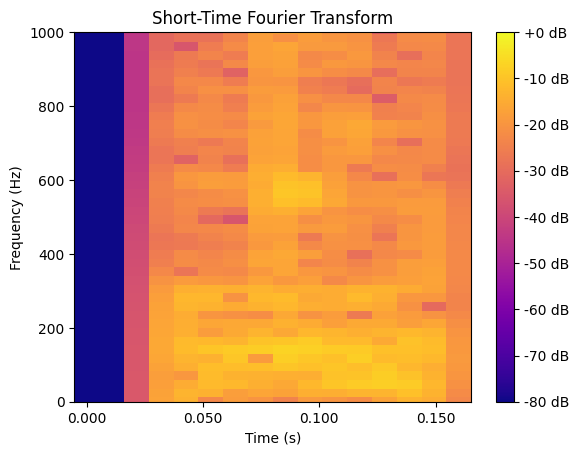 Short-Time Fourier Transform
1000
800
600
400
200
0
Frequency (Hz)
0.000
0.050
0.100
0.150
Time (s)
+0 dB
-10 dB
-20 dB
-30 dB
-40 dB
-50 dB
-60 dB
-70 dB
-80 dB